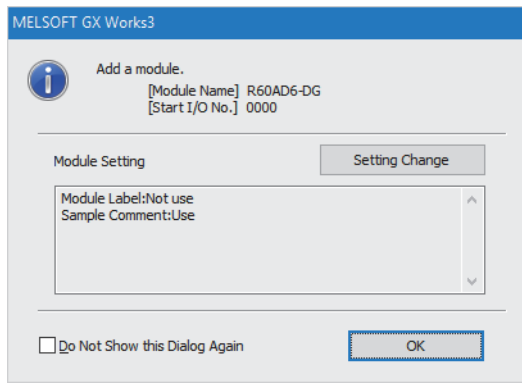 MELSOFT GX Works3
Add a module.
[Module Name] R60AD6-DG
[Start I/O No.] 0000
Module Setting
Setting Change
Module Label:Not use
Sample Comment:Use
Do Not Show this Dialog Again
OK